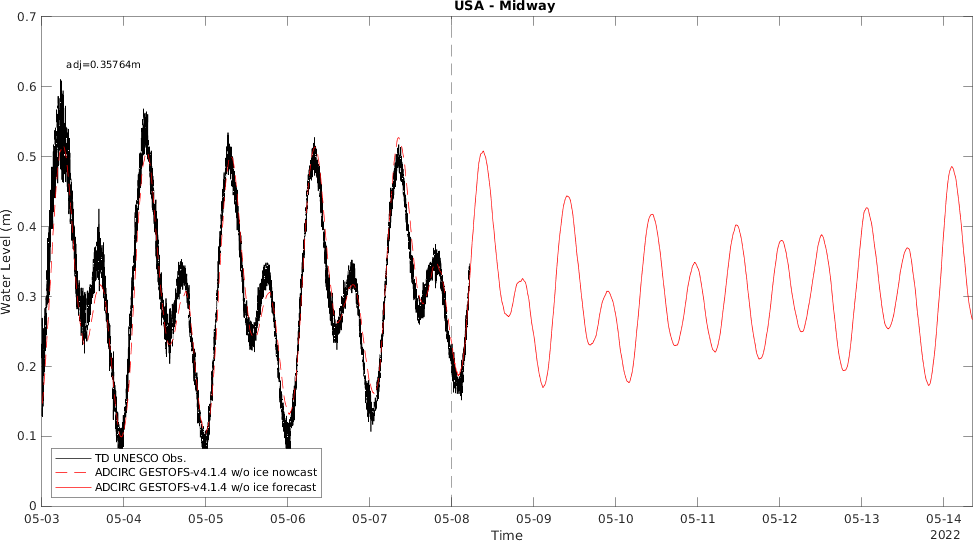 USA - Midway
adj=0.35764m
Water Level (m)
0.7
0.6
0.5
0.4
0.3
0.2
0.1
0
TD UNESCO Obs.
ADCIRC GESTOFS-v4.1.4 w/o ice nowcast
ADCIRC GESTOFS-v4.1.4 w/o ice forecast
05-03 05-04 05-05 05-06 05-07 05-08 05-09 05-10 05-11 05-12 05-13 05-14
Time
2022